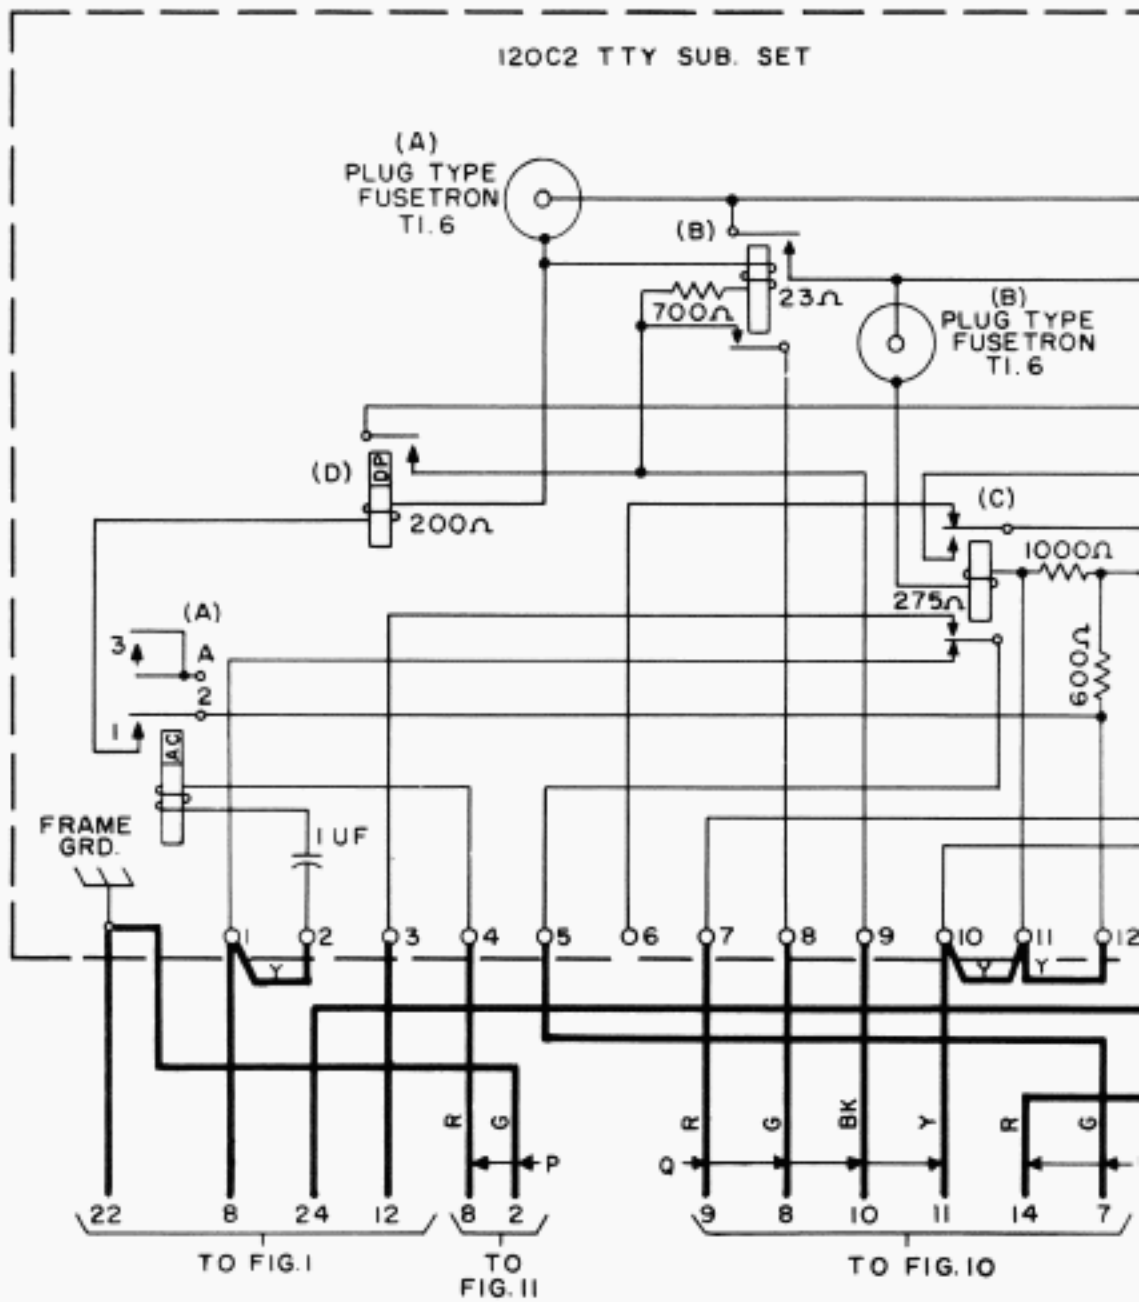 120C2 TTY SUB. SET
(A)
PLUG TYPE
FUSETRON
T1.6
(B)
700Ω
23Ω
(B)
PLUG TYPE
FUSETRON
T1.6
(D)
DP
200Ω
(C)
1000Ω
275Ω
600Ω
(A)
3
A
2
1
AC
FRAME
GRD.
1 UF
1 2 3 4 5 6 7 8 9 10 11 12
Y Y Y
R G P
Q R G BK Y R G
22 8 24 12 8 2 9 8 10 11 14 7
TO FIG. 1
TO
FIG. 11
TO FIG. 10